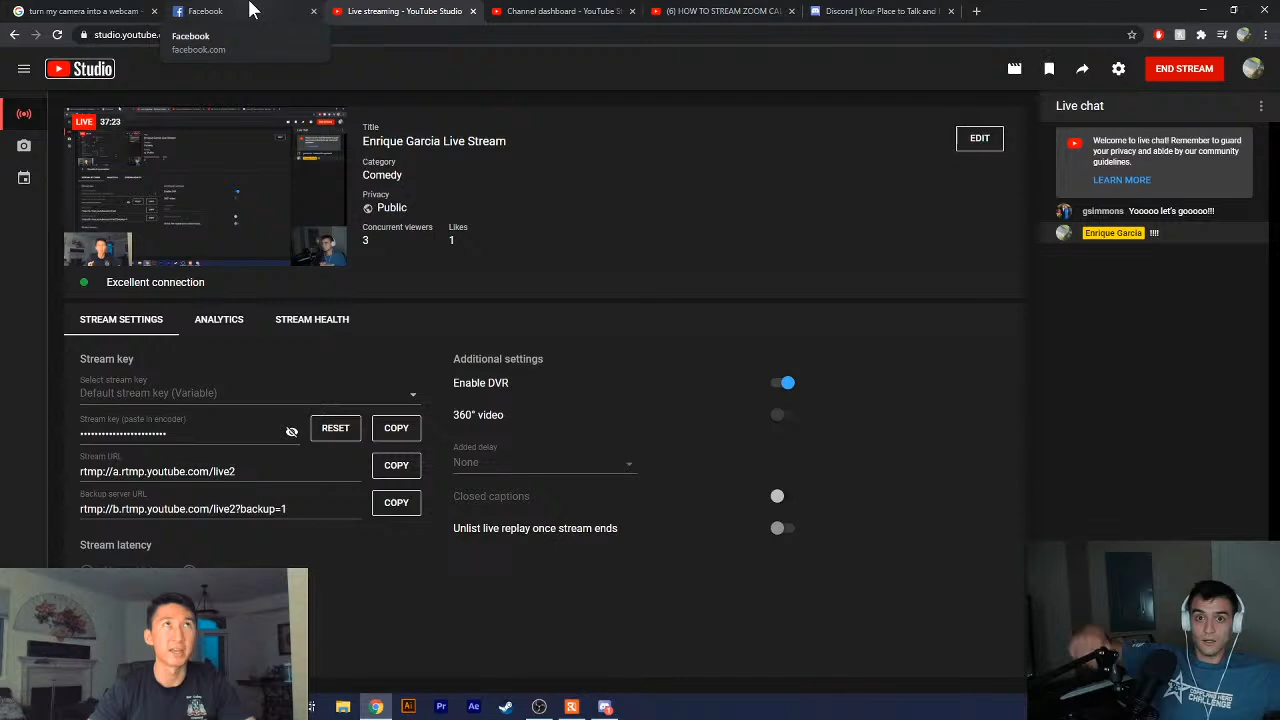 turn my camera into a webcam -
Facebook
Live streaming - YouTube Studio
Channel dashboard - YouTube S
(6) HOW TO STREAM ZOOM CAL
Discord | Your Place to Talk and
studio.youtube.c
Facebook
facebook.com
Studio
END STREAM
LIVE 37:23
Title
Enrique Garcia Live Stream
Category
Comedy
Privacy
Public
Concurrent viewers
3
Likes
1
EDIT
Excellent connection
STREAM SETTINGS
ANALYTICS
STREAM HEALTH
Stream key
Select stream key
Default stream key (Variable)
Stream key (paste in encoder)
RESET
COPY
Stream URL
rtmp://a.rtmp.youtube.com/live2
COPY
Backup server URL
rtmp://b.rtmp.youtube.com/live2?backup=1
COPY
Stream latency
Additional settings
Enable DVR
360° video
Added delay
None
Closed captions
Unlist live replay once stream ends
Live chat
Welcome to live chat! Remember to guard
your privacy and abide by our community
guidelines.
LEARN MORE
gsimmons Yooooo let's gooooo!!!
Enrique Garcia !!!!
Ai
Pr
Ae
CHALLENGE